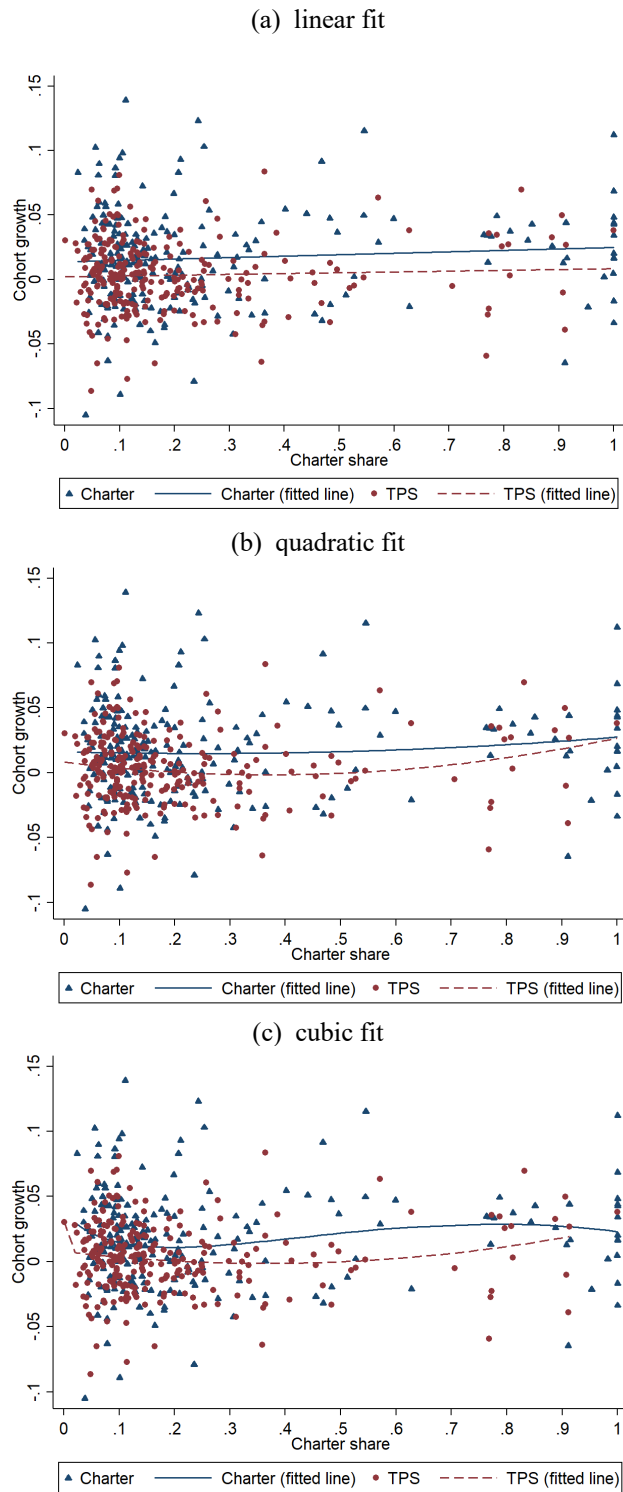 (a) linear fit
Cohort growth
.15
.1
.05
0
-.05
-.1
0 .1 .2 .3 .4 .5 .6 .7 .8 .9 1
Charter share
Charter Charter (fitted line) TPS TPS (fitted line)
(b) quadratic fit
Cohort growth
.15
.1
.05
0
-.05
-.1
0 .1 .2 .3 .4 .5 .6 .7 .8 .9 1
Charter share
Charter Charter (fitted line) TPS TPS (fitted line)
(c) cubic fit
Cohort growth
.15
.1
.05
0
-.05
-.1
0 .1 .2 .3 .4 .5 .6 .7 .8 .9 1
Charter share
Charter Charter (fitted line) TPS TPS (fitted line)